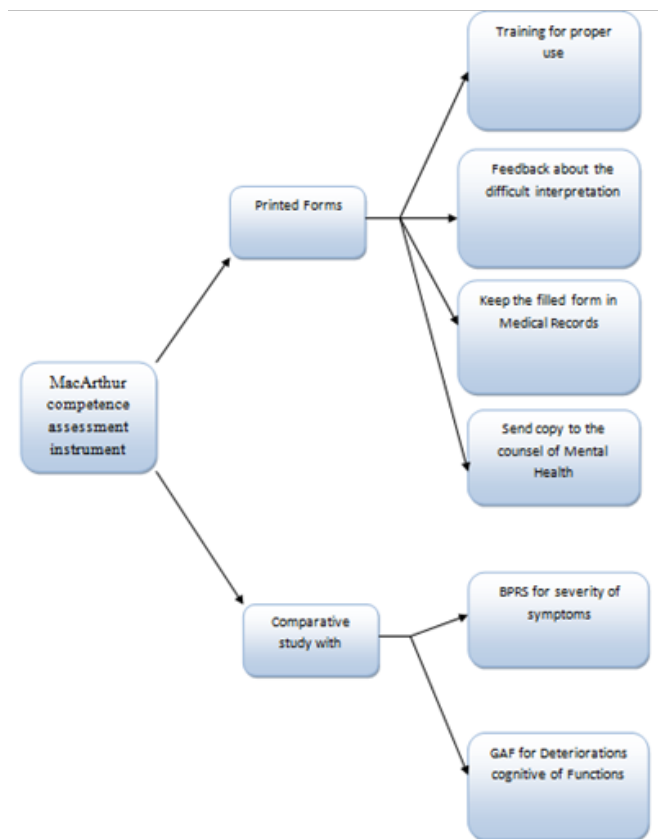 Training for proper
use
Feedback about the
difficult interpretation
Printed Forms
Keep the filled form in
Medical Records
MacArthur
competence
assessment
instrument
Send copy to the
counsel of Mental
Health
BPRS for severity of
symptoms
Comparative
study with
GAF for Deteriorations
cognitive of Functions